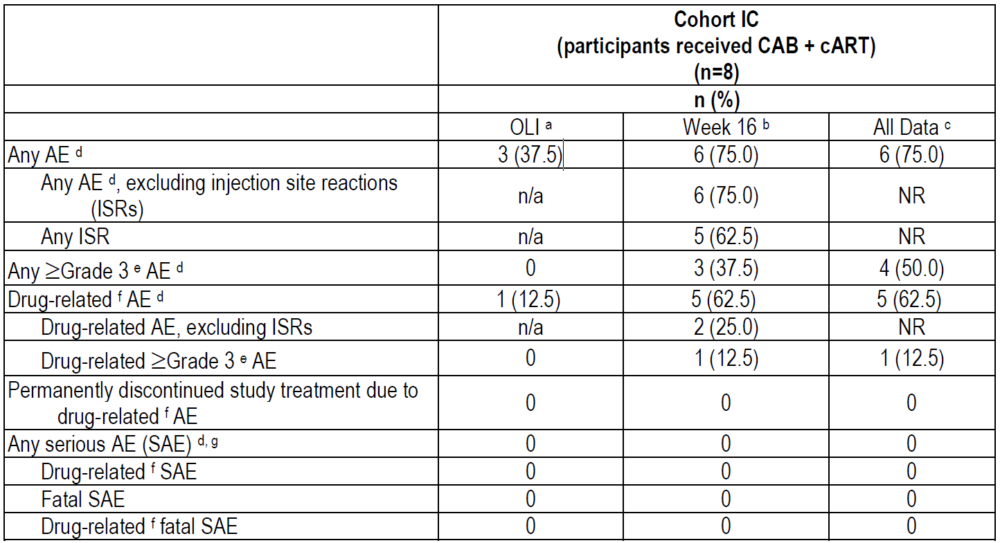 Cohort IC
(participants received CAB + cART)
(n=8)
n (%)
OLI a Week 16 b All Data c
Any AE d 3 (37.5) 6 (75.0) 6 (75.0)
Any AE d, excluding injection site reactions
(ISRs) n/a 6 (75.0) NR
Any ISR n/a 5 (62.5) NR
Any ≥Grade 3 e AE d 0 3 (37.5) 4 (50.0)
Drug-related f AE d 1 (12.5) 5 (62.5) 5 (62.5)
Drug-related AE, excluding ISRs n/a 2 (25.0) NR
Drug-related ≥Grade 3 e AE 0 1 (12.5) 1 (12.5)
Permanently discontinued study treatment due to
drug-related f AE 0 0 0
Any serious AE (SAE) d, g 0 0 0
Drug-related f SAE 0 0 0
Fatal SAE 0 0 0
Drug-related f fatal SAE 0 0 0